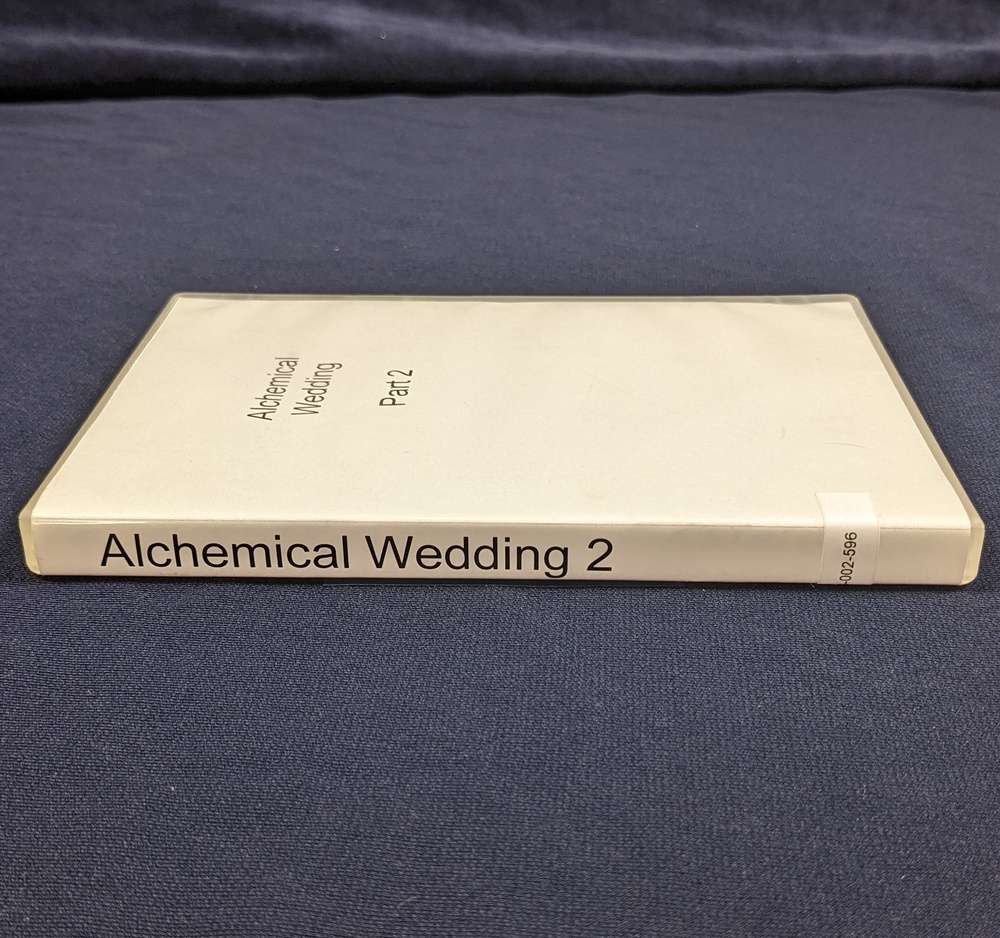 Alchemical
Wedding
Part 2
Alchemical Wedding 2
-002-596